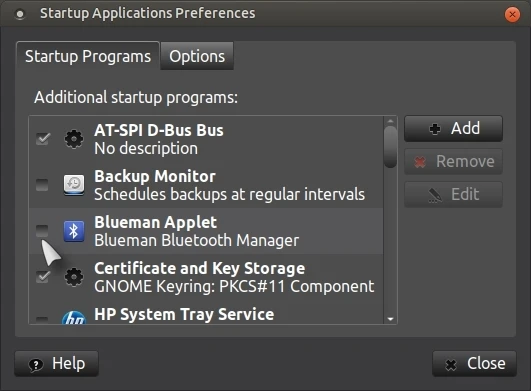 Startup Applications Preferences
Startup Programs
Options
Additional startup programs:
AT-SPI D-Bus Bus
No description
Backup Monitor
Schedules backups at regular intervals
Blueman Applet
Blueman Bluetooth Manager
Certificate and Key Storage
GNOME Keyring: PKCS#11 Component
hp
HP System Tray Service
Add
Remove
Edit
Help
Close